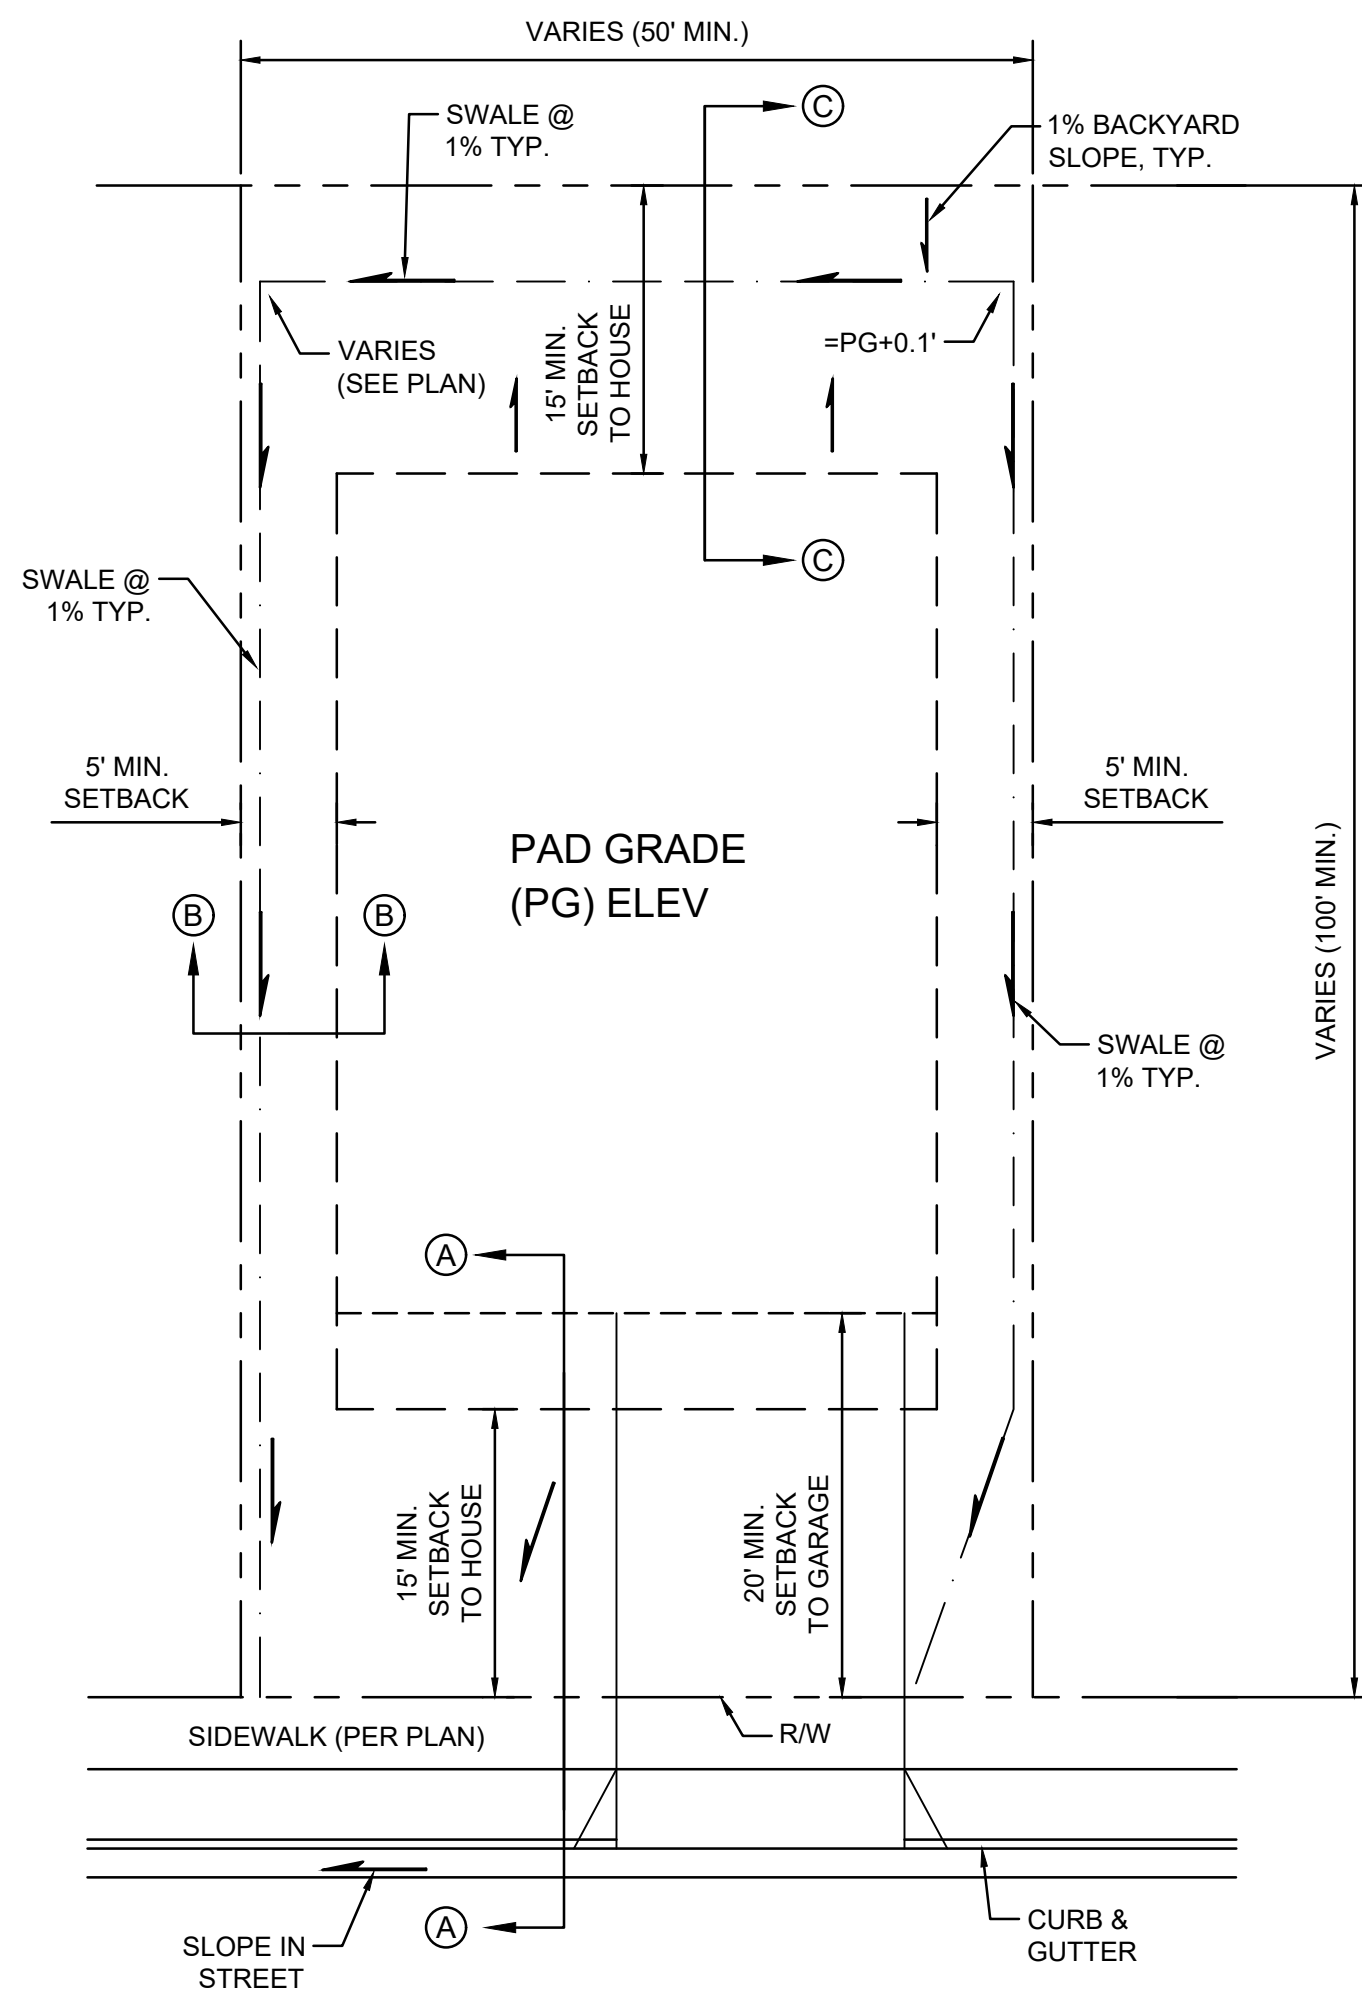 VARIES (50' MIN.)
SWALE @
1% TYP.
C
1% BACKYARD
SLOPE, TYP.
15' MIN.
SETBACK
TO HOUSE
=PG+0.1'
VARIES
(SEE PLAN)
C
SWALE @
1% TYP.
5' MIN.
SETBACK
5' MIN.
SETBACK
PAD GRADE
(PG) ELEV
VARIES (100' MIN.)
B
B
SWALE @
1% TYP.
A
15' MIN.
SETBACK
TO HOUSE
20' MIN.
SETBACK
TO GARAGE
SIDEWALK (PER PLAN)
R/W
A
SLOPE IN
STREET
CURB &
GUTTER